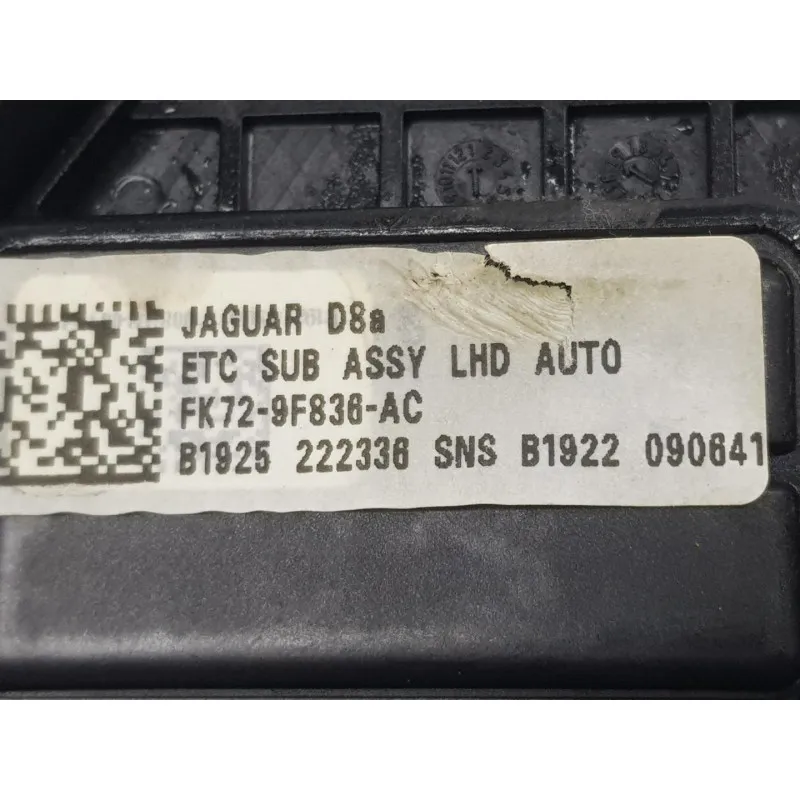 JAGUAR D8a
ETC SUB ASSY LHD AUTO
FK72-9F836-AC
B1925 222336 SNS B1922 090641